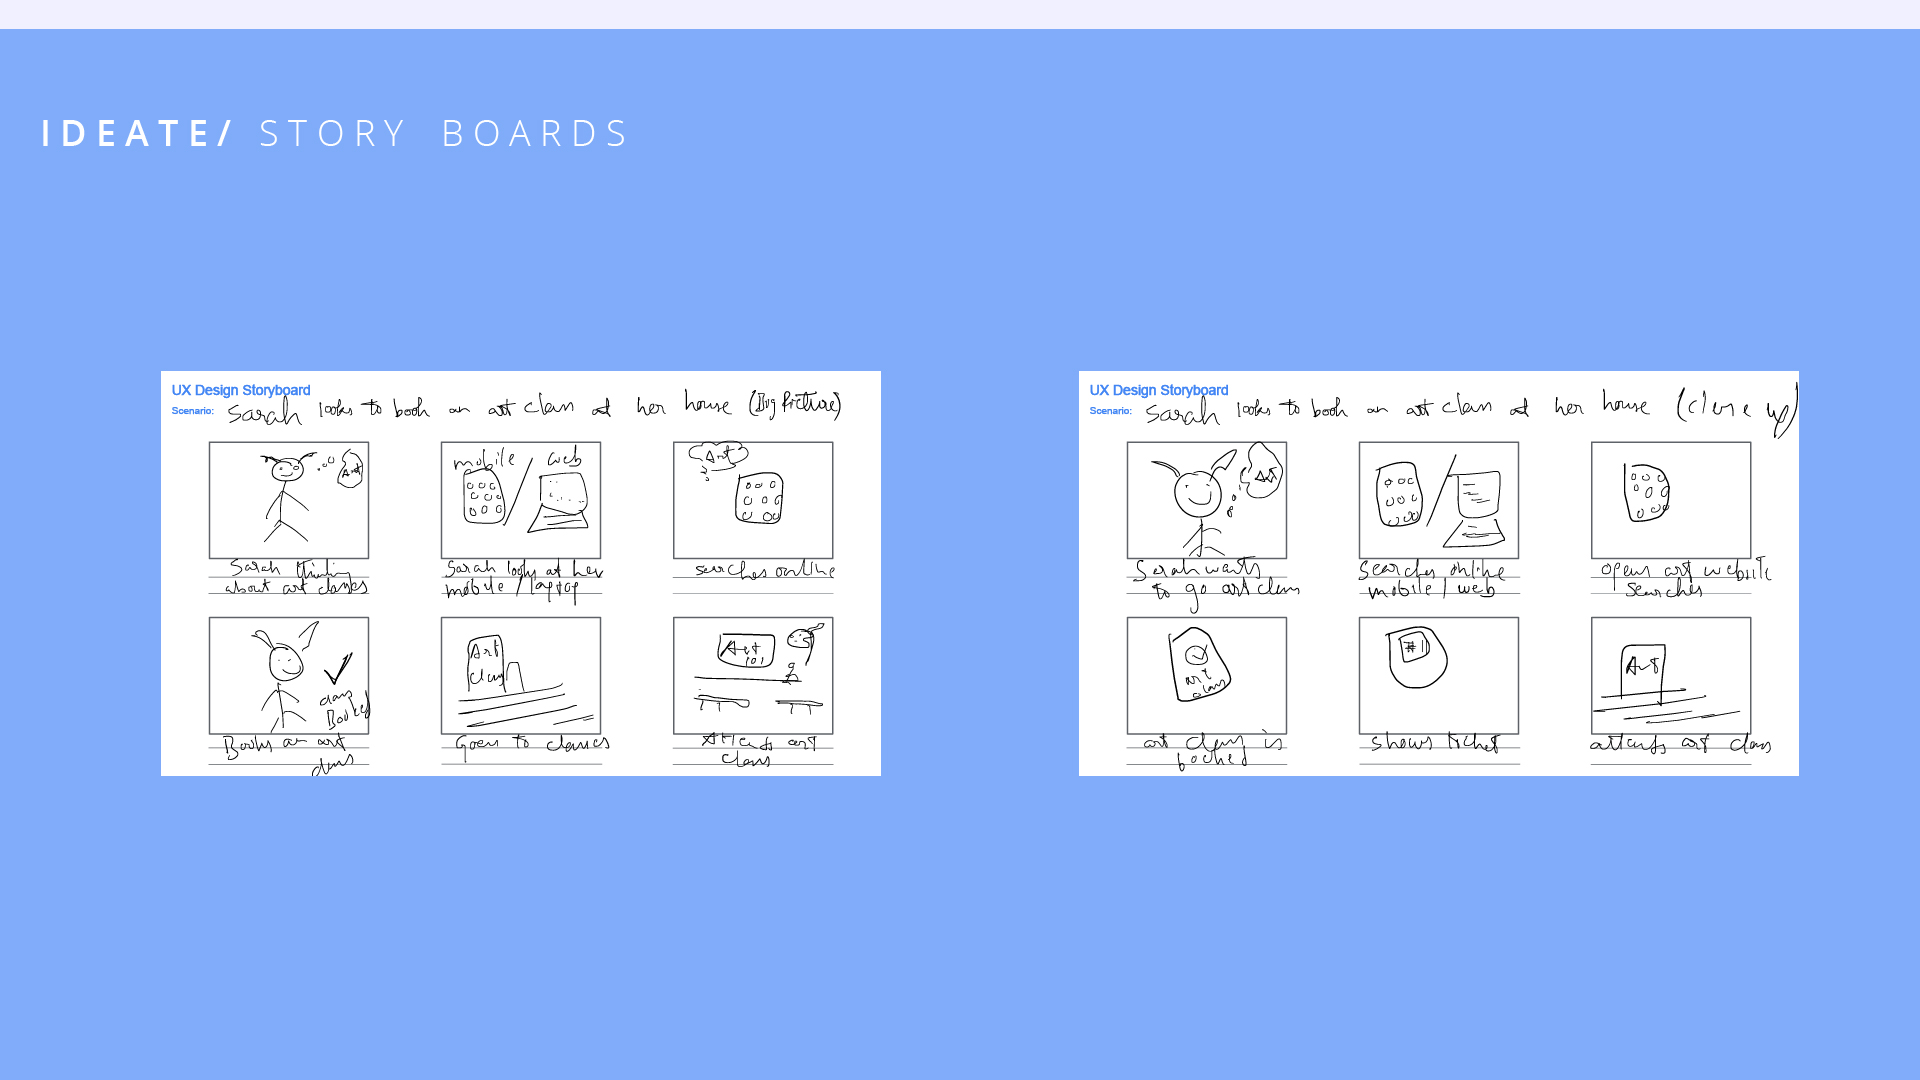 IDEATE/ STORY BOARDS
UX Design Storyboard
Scenario: Sarah looks to book an art class at her house (Big Picture)
Art
mobile / web
Art
Sarah thinking
about art classes
Sarah looks at her
mobile / laptop
searches online
class
Booked
Art
class
Art
101
Books an art
class
Goes to classes
Attends art
class
UX Design Storyboard
Scenario: Sarah looks to book an art class at her house (close up)
Art
Sarah wants
to go art class
Searches online
mobile / web
opens art website
searches
art
class
#1
Art
art class is
booked
shows ticket
attends art class